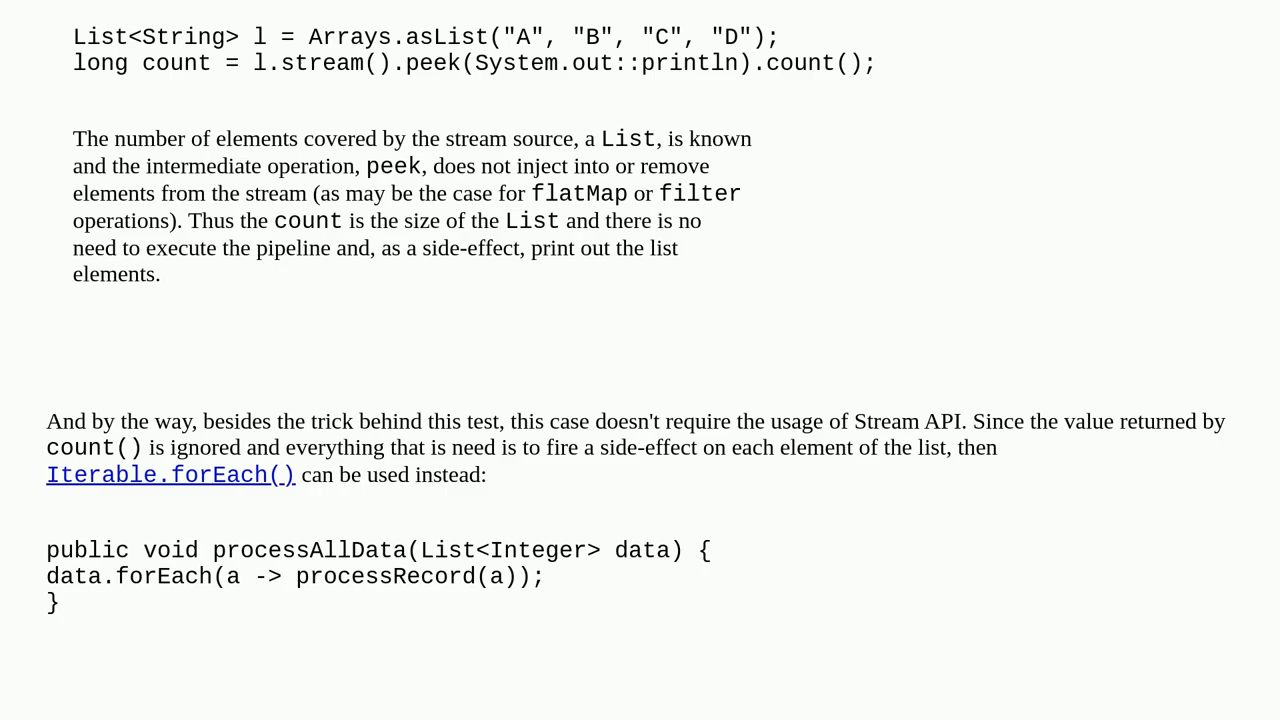 List<String> l = Arrays.asList("A", "B", "C", "D");
long count = l.stream().peek(System.out::println).count();
The number of elements covered by the stream source, a List, is known
and the intermediate operation, peek, does not inject into or remove
elements from the stream (as may be the case for flatMap or filter
operations). Thus the count is the size of the List and there is no
need to execute the pipeline and, as a side-effect, print out the list
elements.
And by the way, besides the trick behind this test, this case doesn't require the usage of Stream API. Since the value returned by
count() is ignored and everything that is need is to fire a side-effect on each element of the list, then
Iterable.forEach() can be used instead:
public void processAllData(List<Integer> data) {
data.forEach(a -> processRecord(a));
}